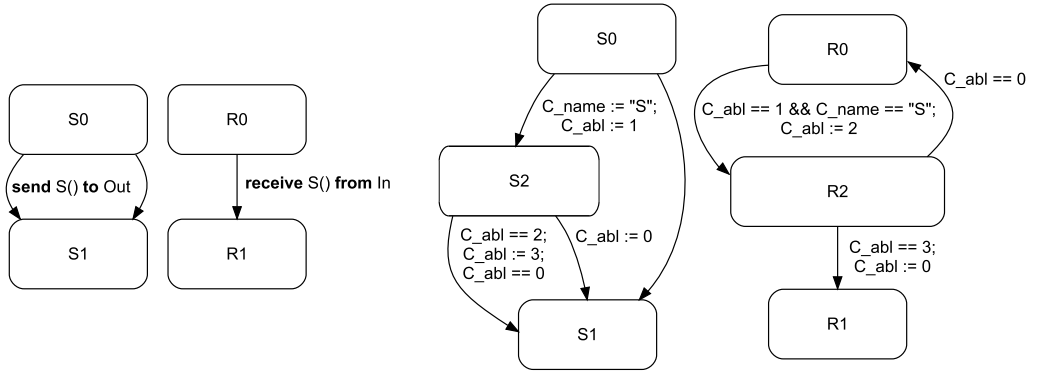 S0
send S() to Out
S1
R0
receive S() from In
R1
S0
C_name := "S";
C_abl := 1
S2
C_abl == 2;
C_abl := 3;
C_abl == 0
C_abl := 0
S1
R0
C_abl == 0
C_abl == 1 && C_name == "S";
C_abl := 2
R2
C_abl == 3;
C_abl := 0
R1